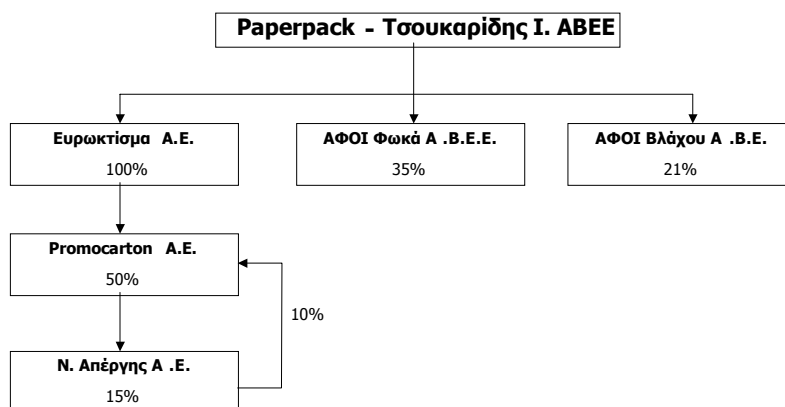 Paperpack - Τσουκαρίδης Ι. ΑΒΕΕ
Ευρωκτίσμα Α.Ε.
100%
ΑΦΟΙ Φωκά Α .Β.Ε.Ε.
35%
ΑΦΟΙ Βλάχου Α .Β.Ε.
21%
Promocarton Α.Ε.
50%
10%
Ν. Απέργης Α .Ε.
15%